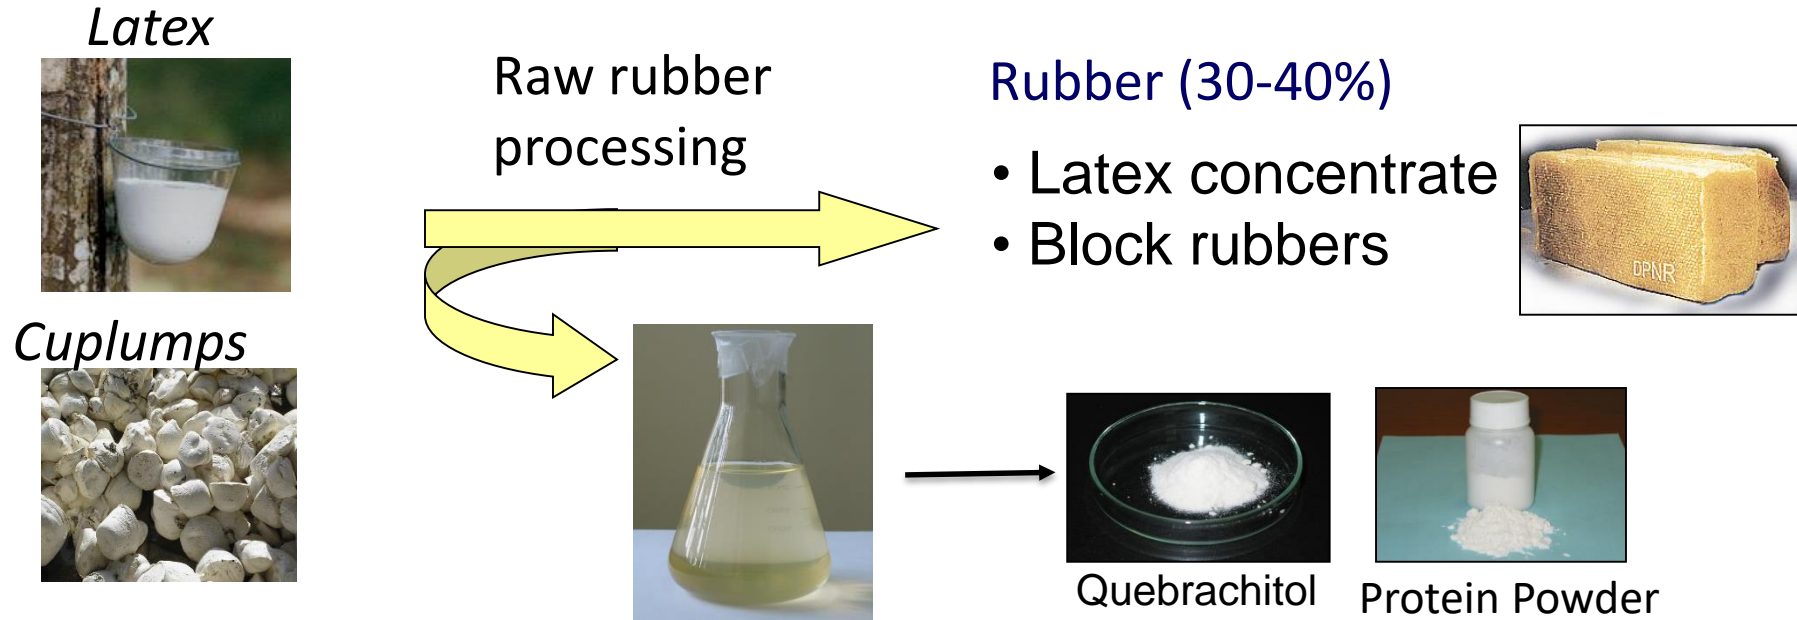 Latex
Raw rubber
processing
Rubber (30-40%)
• Latex concentrate
• Block rubbers
DPNR
Cuplumps
Quebrachitol
Protein Powder